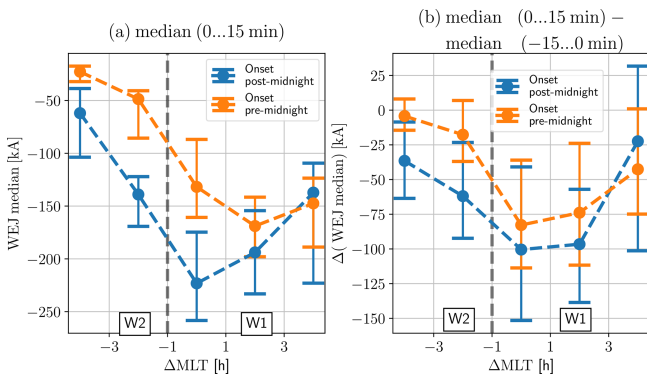 (a) median (0...15 min)
WEJ median [kA]
−50
−100
−150
−200
−250
Onset
post-midnight
Onset
pre-midnight
W2
W1
−3
−1
1
3
ΔMLT [h]
(b) median (0...15 min) −
median (−15...0 min)
Δ( WEJ median) [kA]
25
0
−25
−50
−75
−100
−125
−150
Onset
post-midnight
Onset
pre-midnight
W2
W1
−3
−1
1
3
ΔMLT [h]